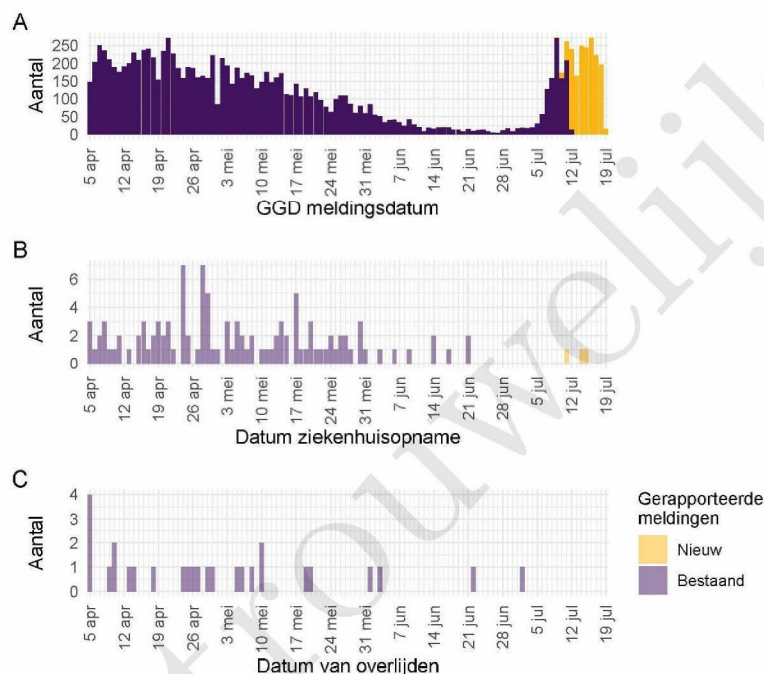 A
Aantal
250
200
150
100
50
0
5 apr 12 apr 19 apr 26 apr 3 mei 10 mei 17 mei 24 mei 31 mei 7 jun 14 jun 21 jun 28 jun 5 jul 12 jul 19 jul
GGD meldingsdatum
B
Aantal
6
4
2
0
5 apr 12 apr 19 apr 26 apr 3 mei 10 mei 17 mei 24 mei 31 mei 7 jun 14 jun 21 jun 28 jun 5 jul 12 jul 19 jul
Datum ziekenhuisopname
C
Aantal
4
3
2
1
0
5 apr 12 apr 19 apr 26 apr 3 mei 10 mei 17 mei 24 mei 31 mei 7 jun 14 jun 21 jun 28 jun 5 jul 12 jul 19 jul
Datum van overlijden
Gerapporteerde
meldingen
Nieuw
Bestaand
trouwelijk